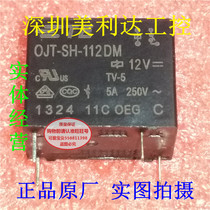 深圳美利达工控
OJT-SH-112DM
12V
TV-5
5A 250V~
1324 11C OEG C
实体经营
正品原厂 实图拍摄